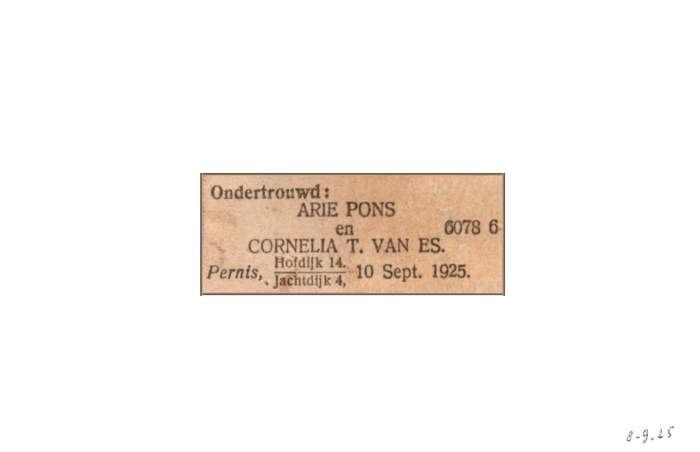 Ondertrouwd:
ARIE PONS
en 6078 6
CORNELIA T. VAN ES.
Pernis, Hofdijk 14. 10 Sept. 1925.
Jachtdijk 4,
8-9.25